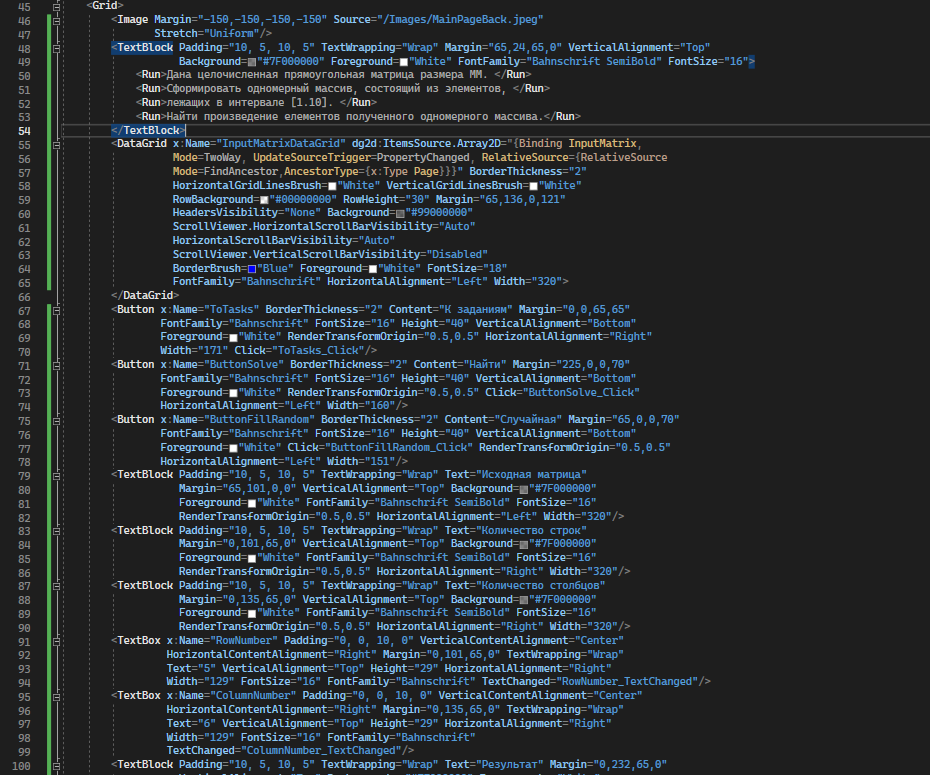 45 <Grid>
46 <Image Margin="-150,-150,-150,-150" Source="/Images/MainPageBack.jpeg"
47 Stretch="Uniform"/>
48 <TextBlock Padding="10, 5, 10, 5" TextWrapping="Wrap" Margin="65,24,65,0" VerticalAlignment="Top"
49 Background="#7F000000" Foreground="White" FontFamily="Bahnschrift SemiBold" FontSize="16">
50 <Run>Дана целочисленная прямоугольная матрица размера ММ. </Run>
51 <Run>Сформировать одномерный массив, состоящий из элементов, </Run>
52 <Run>лежащих в интервале [1.10]. </Run>
53 <Run>Найти произведение елементов полученного одномерного массива.</Run>
54 </TextBlock>
55 <DataGrid x:Name="InputMatrixDataGrid" dg2d:ItemsSource.Array2D="{Binding InputMatrix,
56 Mode=TwoWay, UpdateSourceTrigger=PropertyChanged, RelativeSource={RelativeSource
57 Mode=FindAncestor,AncestorType={x:Type Page}}}" BorderThickness="2"
58 HorizontalGridLinesBrush="White" VerticalGridLinesBrush="White"
59 RowBackground="#00000000" RowHeight="30" Margin="65,136,0,121"
60 HeadersVisibility="None" Background="#99000000"
61 ScrollViewer.HorizontalScrollBarVisibility="Auto"
62 HorizontalScrollBarVisibility="Auto"
63 ScrollViewer.VerticalScrollBarVisibility="Disabled"
64 BorderBrush="Blue" Foreground="White" FontSize="18"
65 FontFamily="Bahnschrift" HorizontalAlignment="Left" Width="320">
66 </DataGrid>
67 <Button x:Name="ToTasks" BorderThickness="2" Content="К заданиям" Margin="0,0,65,65"
68 FontFamily="Bahnschrift" FontSize="16" Height="40" VerticalAlignment="Bottom"
69 Foreground="White" RenderTransformOrigin="0.5,0.5" HorizontalAlignment="Right"
70 Width="171" Click="ToTasks_Click"/>
71 <Button x:Name="ButtonSolve" BorderThickness="2" Content="Найти" Margin="225,0,0,70"
72 FontFamily="Bahnschrift" FontSize="16" Height="40" VerticalAlignment="Bottom"
73 Foreground="White" RenderTransformOrigin="0.5,0.5" Click="ButtonSolve_Click"
74 HorizontalAlignment="Left" Width="160"/>
75 <Button x:Name="ButtonFillRandom" BorderThickness="2" Content="Случайная" Margin="65,0,0,70"
76 FontFamily="Bahnschrift" FontSize="16" Height="40" VerticalAlignment="Bottom"
77 Foreground="White" Click="ButtonFillRandom_Click" RenderTransformOrigin="0.5,0.5"
78 HorizontalAlignment="Left" Width="151"/>
79 <TextBlock Padding="10, 5, 10, 5" TextWrapping="Wrap" Text="Исходная матрица"
80 Margin="65,101,0,0" VerticalAlignment="Top" Background="#7F000000"
81 Foreground="White" FontFamily="Bahnschrift SemiBold" FontSize="16"
82 RenderTransformOrigin="0.5,0.5" HorizontalAlignment="Left" Width="320"/>
83 <TextBlock Padding="10, 5, 10, 5" TextWrapping="Wrap" Text="Количество строк"
84 Margin="0,101,65,0" VerticalAlignment="Top" Background="#7F000000"
85 Foreground="White" FontFamily="Bahnschrift SemiBold" FontSize="16"
86 RenderTransformOrigin="0.5,0.5" HorizontalAlignment="Right" Width="320"/>
87 <TextBlock Padding="10, 5, 10, 5" TextWrapping="Wrap" Text="Количество столбцов"
88 Margin="0,135,65,0" VerticalAlignment="Top" Background="#7F000000"
89 Foreground="White" FontFamily="Bahnschrift SemiBold" FontSize="16"
90 RenderTransformOrigin="0.5,0.5" HorizontalAlignment="Right" Width="320"/>
91 <TextBox x:Name="RowNumber" Padding="0, 0, 10, 0" VerticalContentAlignment="Center"
92 HorizontalContentAlignment="Right" Margin="0,101,65,0" TextWrapping="Wrap"
93 Text="5" VerticalAlignment="Top" Height="29" HorizontalAlignment="Right"
94 Width="129" FontSize="16" FontFamily="Bahnschrift" TextChanged="RowNumber_TextChanged"/>
95 <TextBox x:Name="ColumnNumber" Padding="0, 0, 10, 0" VerticalContentAlignment="Center"
96 HorizontalContentAlignment="Right" Margin="0,135,65,0" TextWrapping="Wrap"
97 Text="6" VerticalAlignment="Top" Height="29" HorizontalAlignment="Right"
98 Width="129" FontSize="16" FontFamily="Bahnschrift"
99 TextChanged="ColumnNumber_TextChanged"/>
100 <TextBlock Padding="10, 5, 10, 5" TextWrapping="Wrap" Text="Результат" Margin="0,232,65,0"